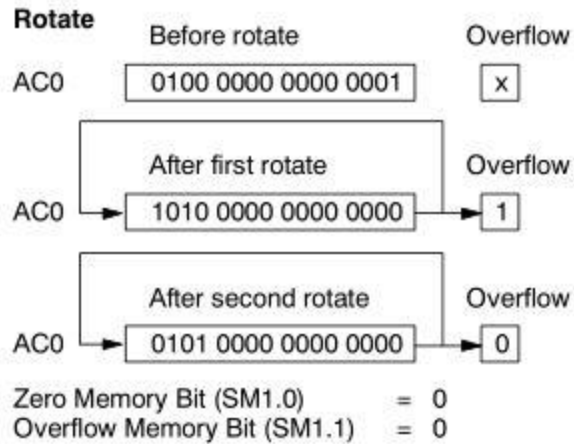 Rotate
Before rotate Overflow
AC0 0100 0000 0000 0001 x
After first rotate Overflow
AC0 1010 0000 0000 0000 1
After second rotate Overflow
AC0 0101 0000 0000 0000 0
Zero Memory Bit (SM1.0) = 0
Overflow Memory Bit (SM1.1) = 0